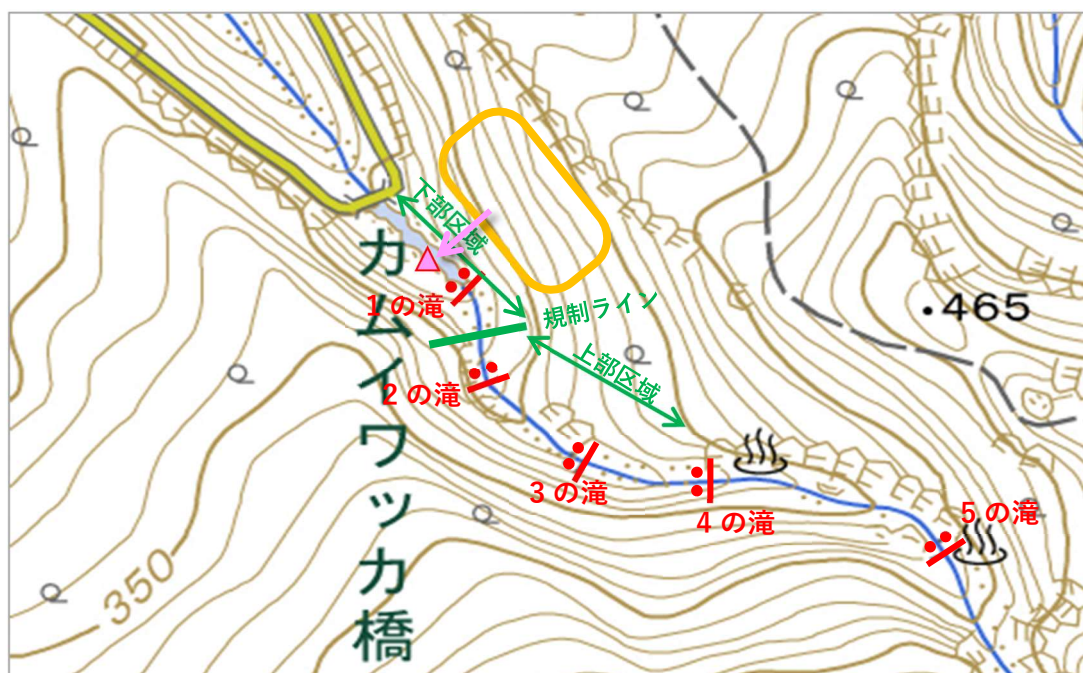 下部区域
カムイワッカ橋
1の滝
規制ライン
・465
上部区域
2の滝
3の滝
4の滝
5の滝
350